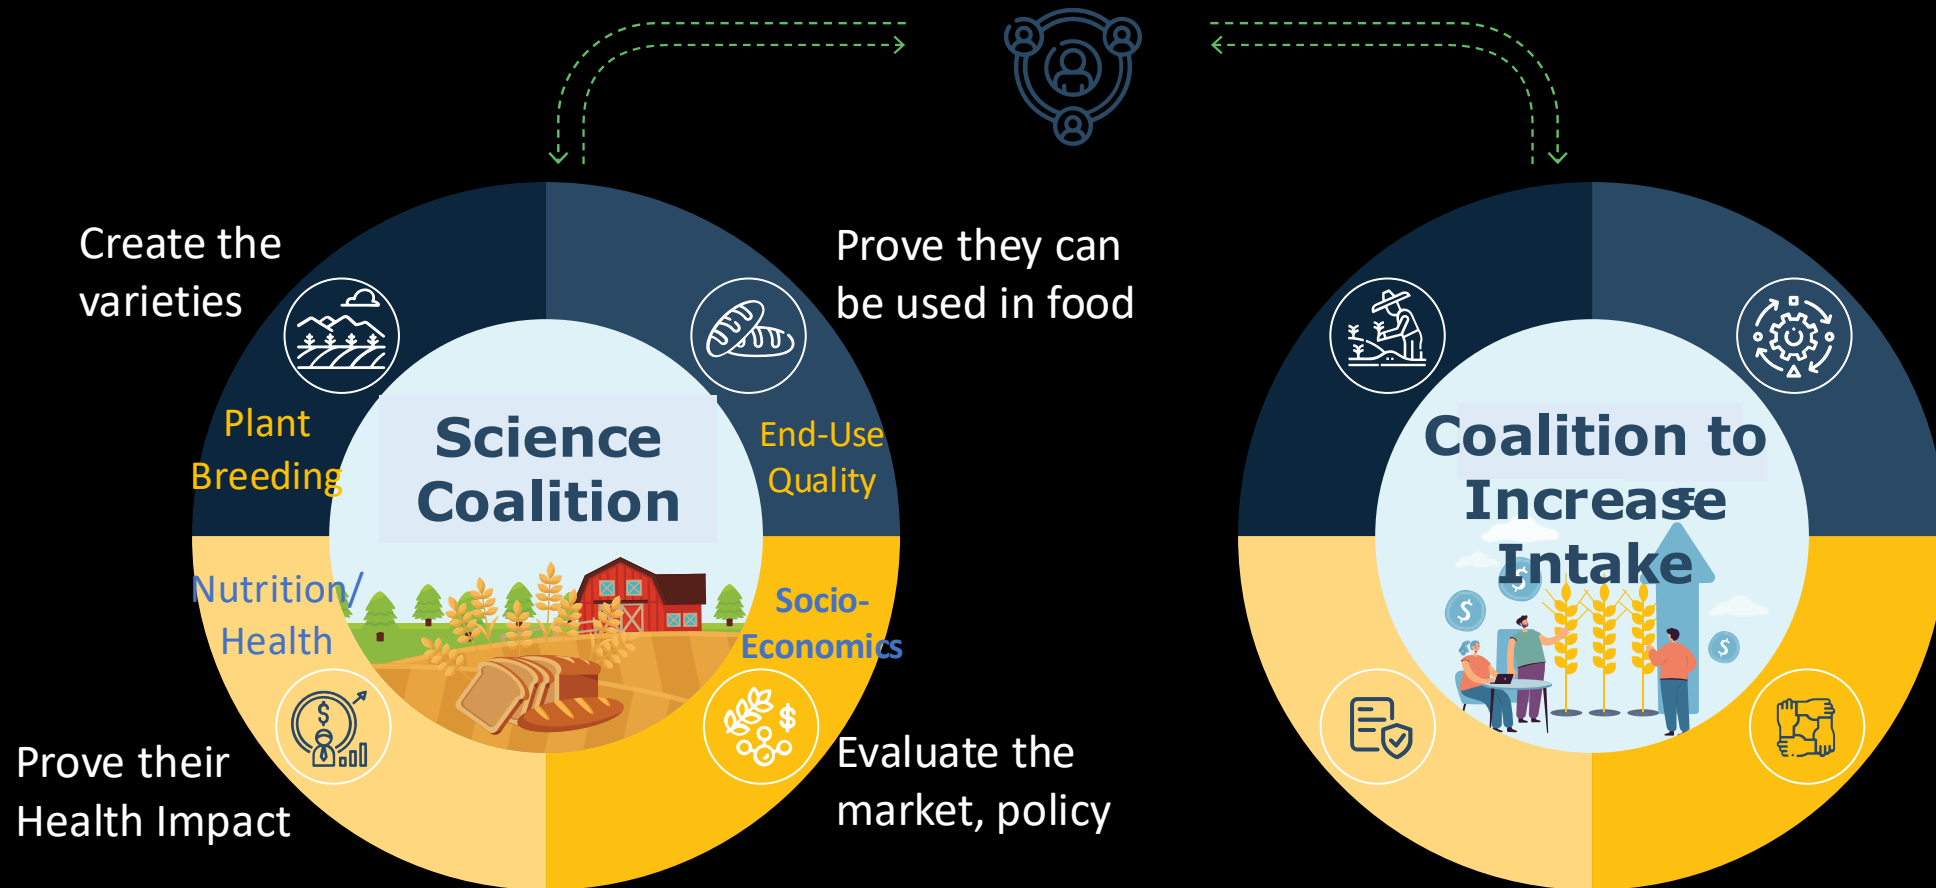 Create the
varieties
Prove they can
be used in food
Plant
Breeding
Science
Coalition
End-Use
Quality
Nutrition/
Health
Socio-
Economics
Prove their
Health Impact
Evaluate the
market, policy
$
$
Coalition to
Increase
Intake
$
$
$